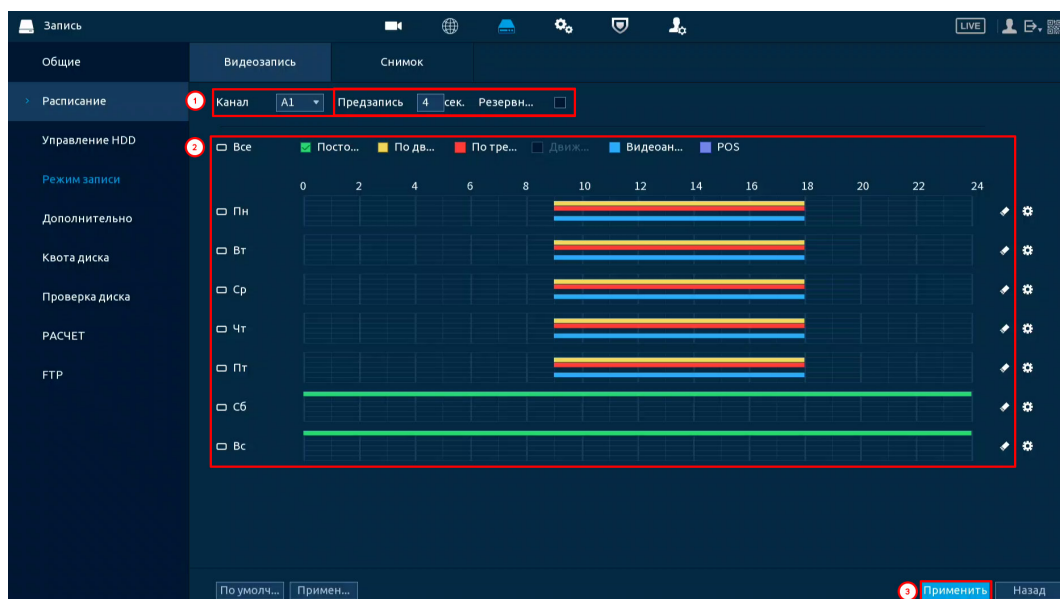 Запись LIVE
Общие Видеозапись Снимок
Расписание 1 Канал A1 Предзапись 4 сек. Резервн...
Управление HDD 2 Все Посто... По дв... По тре... Движ... Видеоан... POS
Режим записи
0 2 4 6 8 10 12 14 16 18 20 22 24
Дополнительно Пн
Квота диска Вт
Проверка диска Ср
РАСЧЕТ Чт
FTP Пт
Сб
Вс
По умолч... Примен... 3 Применить Назад